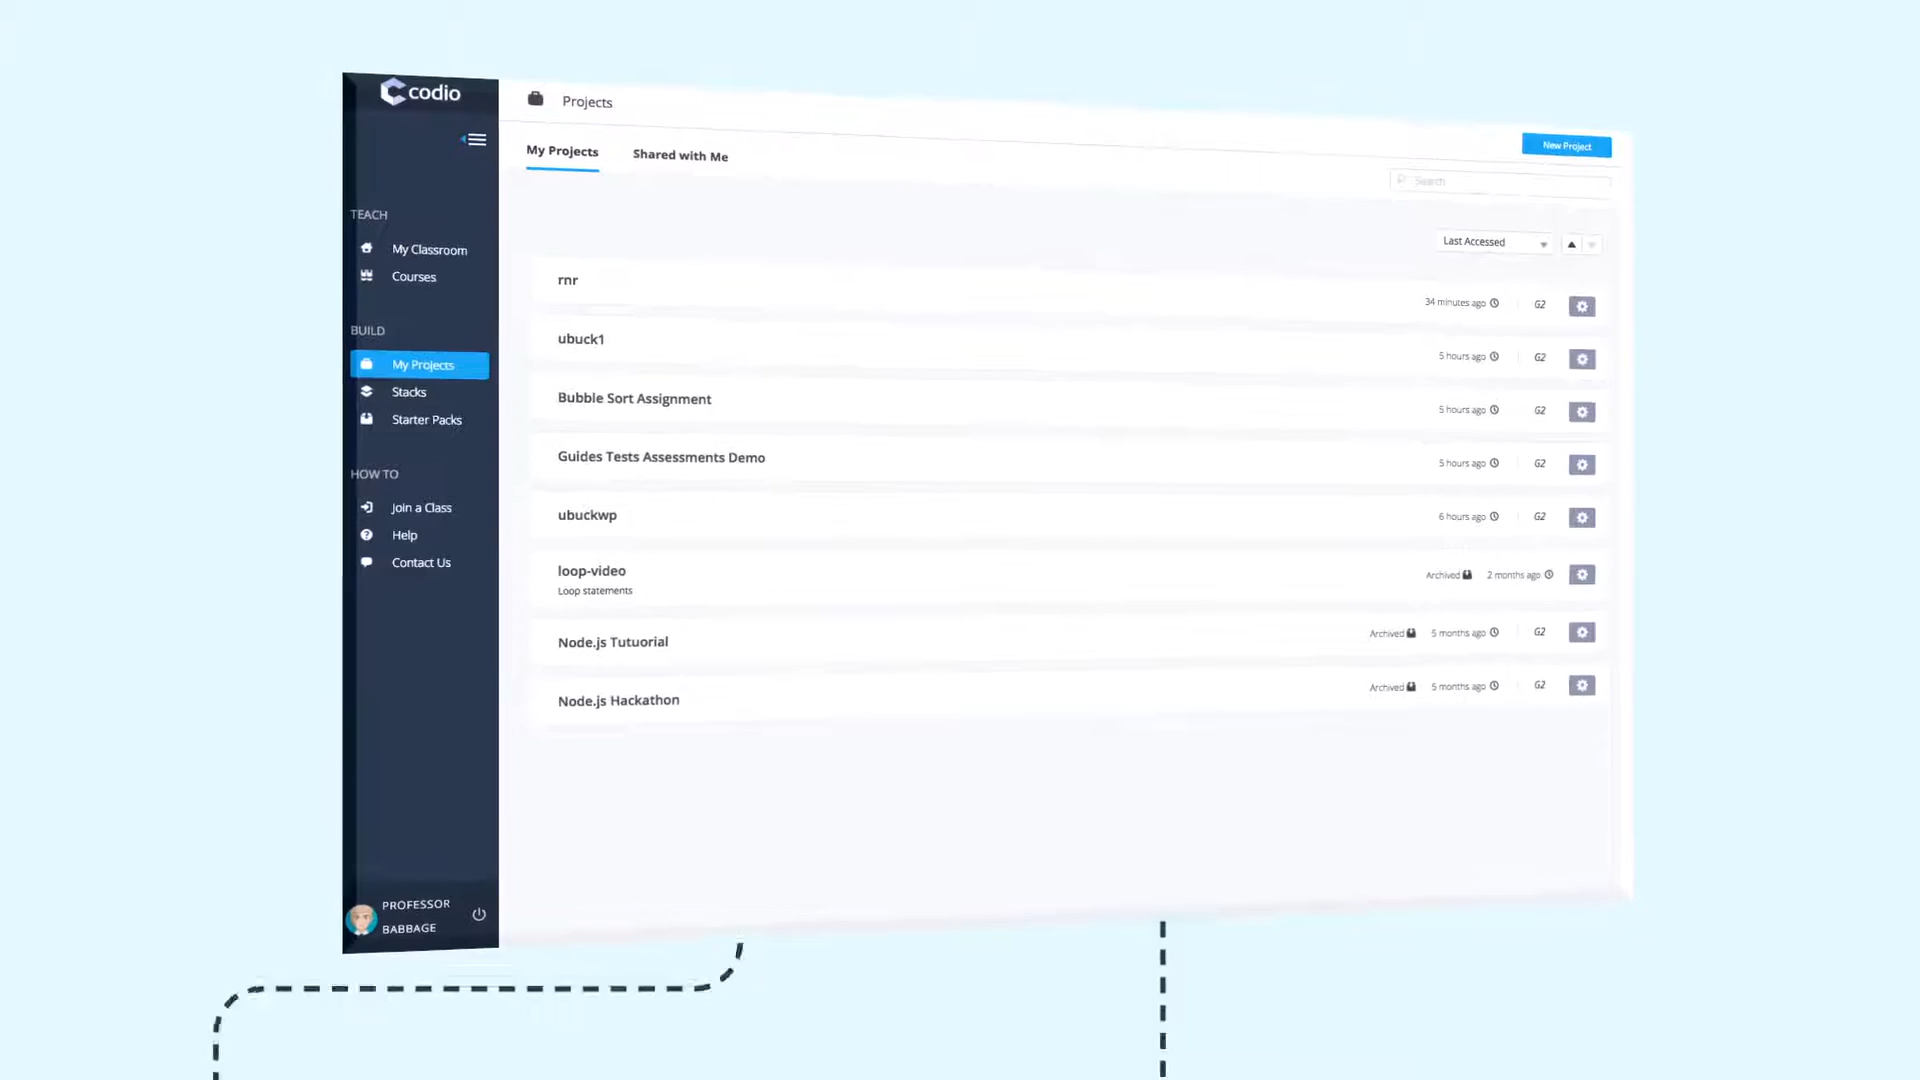 codio
Projects
New Project
My Projects
Shared with Me
Search
TEACH
My Classroom
Courses
BUILD
My Projects
Stacks
Starter Packs
HOW TO
Join a Class
Help
Contact Us
PROFESSOR
BABBAGE
Last Accessed
rnr
34 minutes ago G2
ubuck1
5 hours ago G2
Bubble Sort Assignment
5 hours ago G2
Guides Tests Assessments Demo
5 hours ago G2
ubuckwp
6 hours ago G2
loop-video
Loop statements
Archived 2 months ago
Node.js Tutuorial
Archived 5 months ago G2
Node.js Hackathon
Archived 5 months ago G2